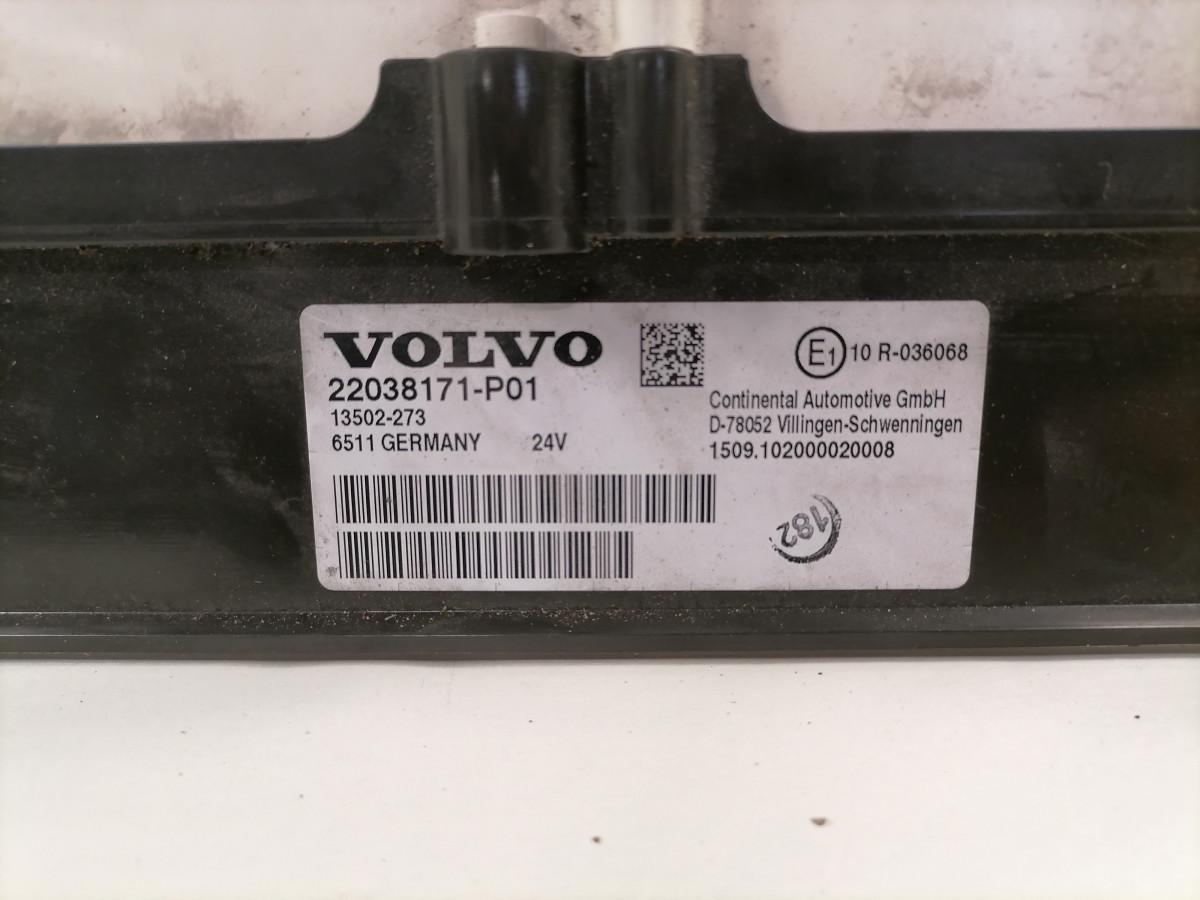 VOLVO
22038171-P01
13502-273
6511 GERMANY 24V
E1 10 R-036068
Continental Automotive GmbH
D-78052 Villingen-Schwenningen
1509.102000020008
182